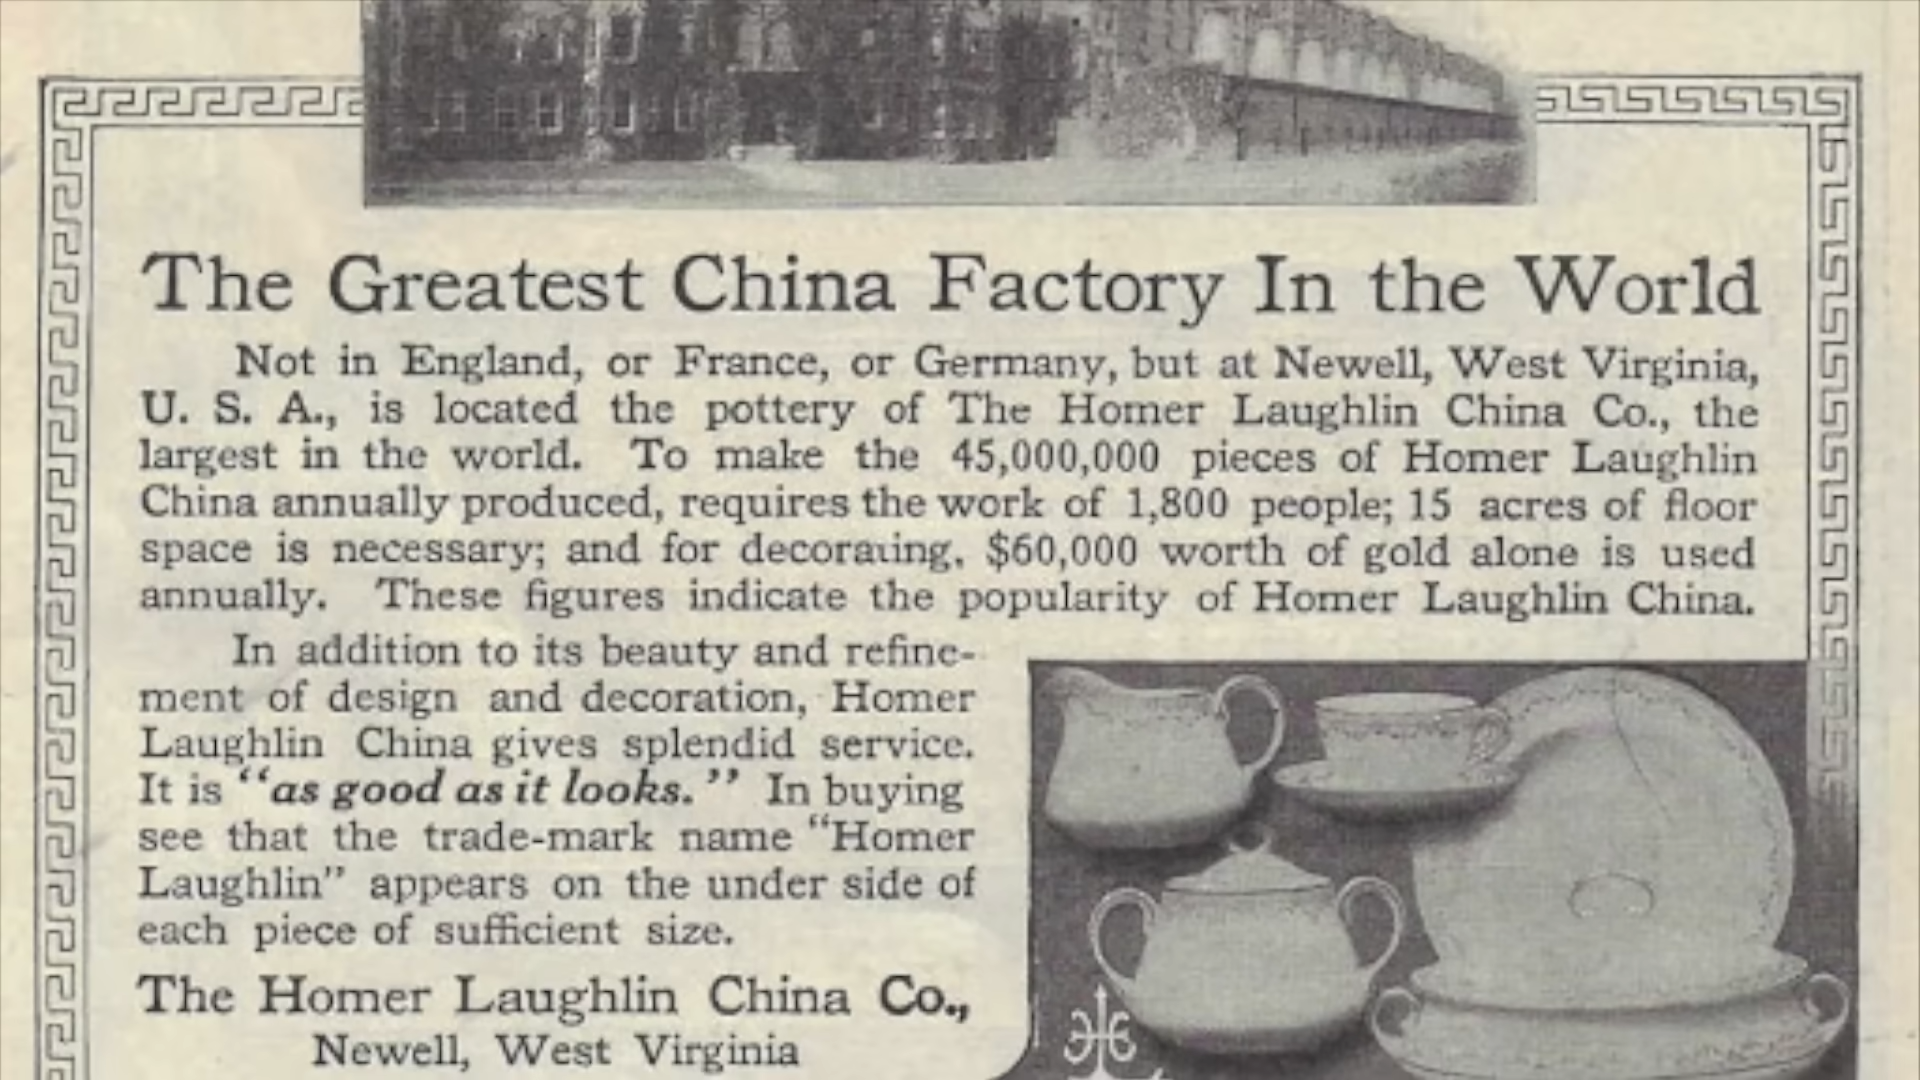 The Greatest China Factory In the World
Not in England, or France, or Germany, but at Newell, West Virginia,
U. S. A., is located the pottery of The Homer Laughlin China Co., the
largest in the world. To make the 45,000,000 pieces of Homer Laughlin
China annually produced, requires the work of 1,800 people; 15 acres of floor
space is necessary; and for decorating, $60,000 worth of gold alone is used
annually. These figures indicate the popularity of Homer Laughlin China.
In addition to its beauty and refine-
ment of design and decoration, Homer
Laughlin China gives splendid service.
It is "as good as it looks." In buying
see that the trade-mark name "Homer
Laughlin" appears on the under side of
each piece of sufficient size.
The Homer Laughlin China Co.,
Newell, West Virginia